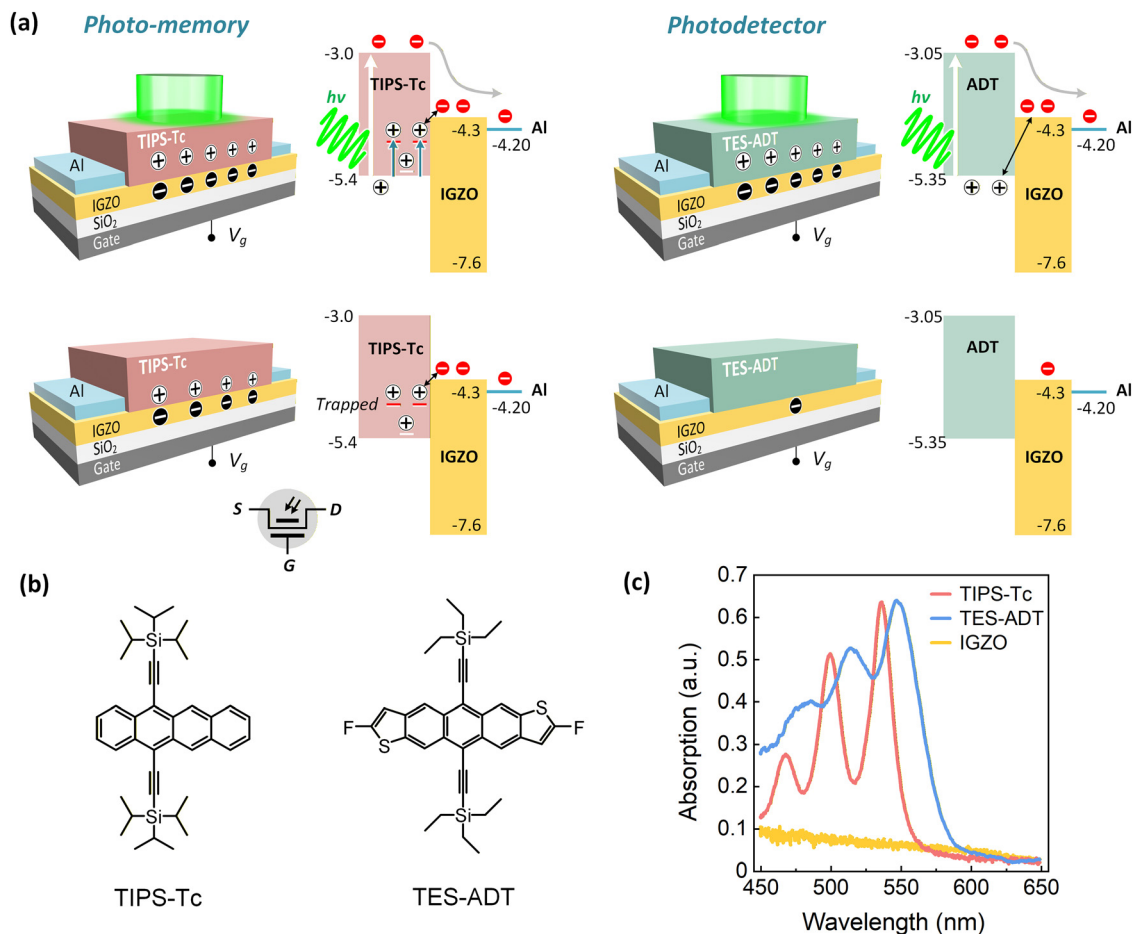 (a)
Photo-memory
Photodetector
TIPS-Tc
Al
IGZO
SiO2
Gate
Vg
hv
-3.0
TIPS-Tc
-5.4
-4.3
Al
-4.20
IGZO
-7.6
TES-ADT
Al
IGZO
SiO2
Gate
Vg
hv
-3.05
ADT
-5.35
-4.3
Al
-4.20
IGZO
-7.6
TIPS-Tc
Al
IGZO
SiO2
Gate
Vg
-3.0
TIPS-Tc
Trapped
-5.4
-4.3
Al
-4.20
IGZO
-7.6
S
D
G
TES-ADT
Al
IGZO
SiO2
Gate
Vg
-3.05
ADT
-5.35
-4.3
Al
-4.20
IGZO
-7.6
(b)
Si
Si
TIPS-Tc
Si
F
S
S
F
Si
TES-ADT
(c)
0.7
0.6
0.5
0.4
0.3
0.2
0.1
0
Absorption (a.u.)
TIPS-Tc
TES-ADT
IGZO
450
500
550
600
650
Wavelength (nm)